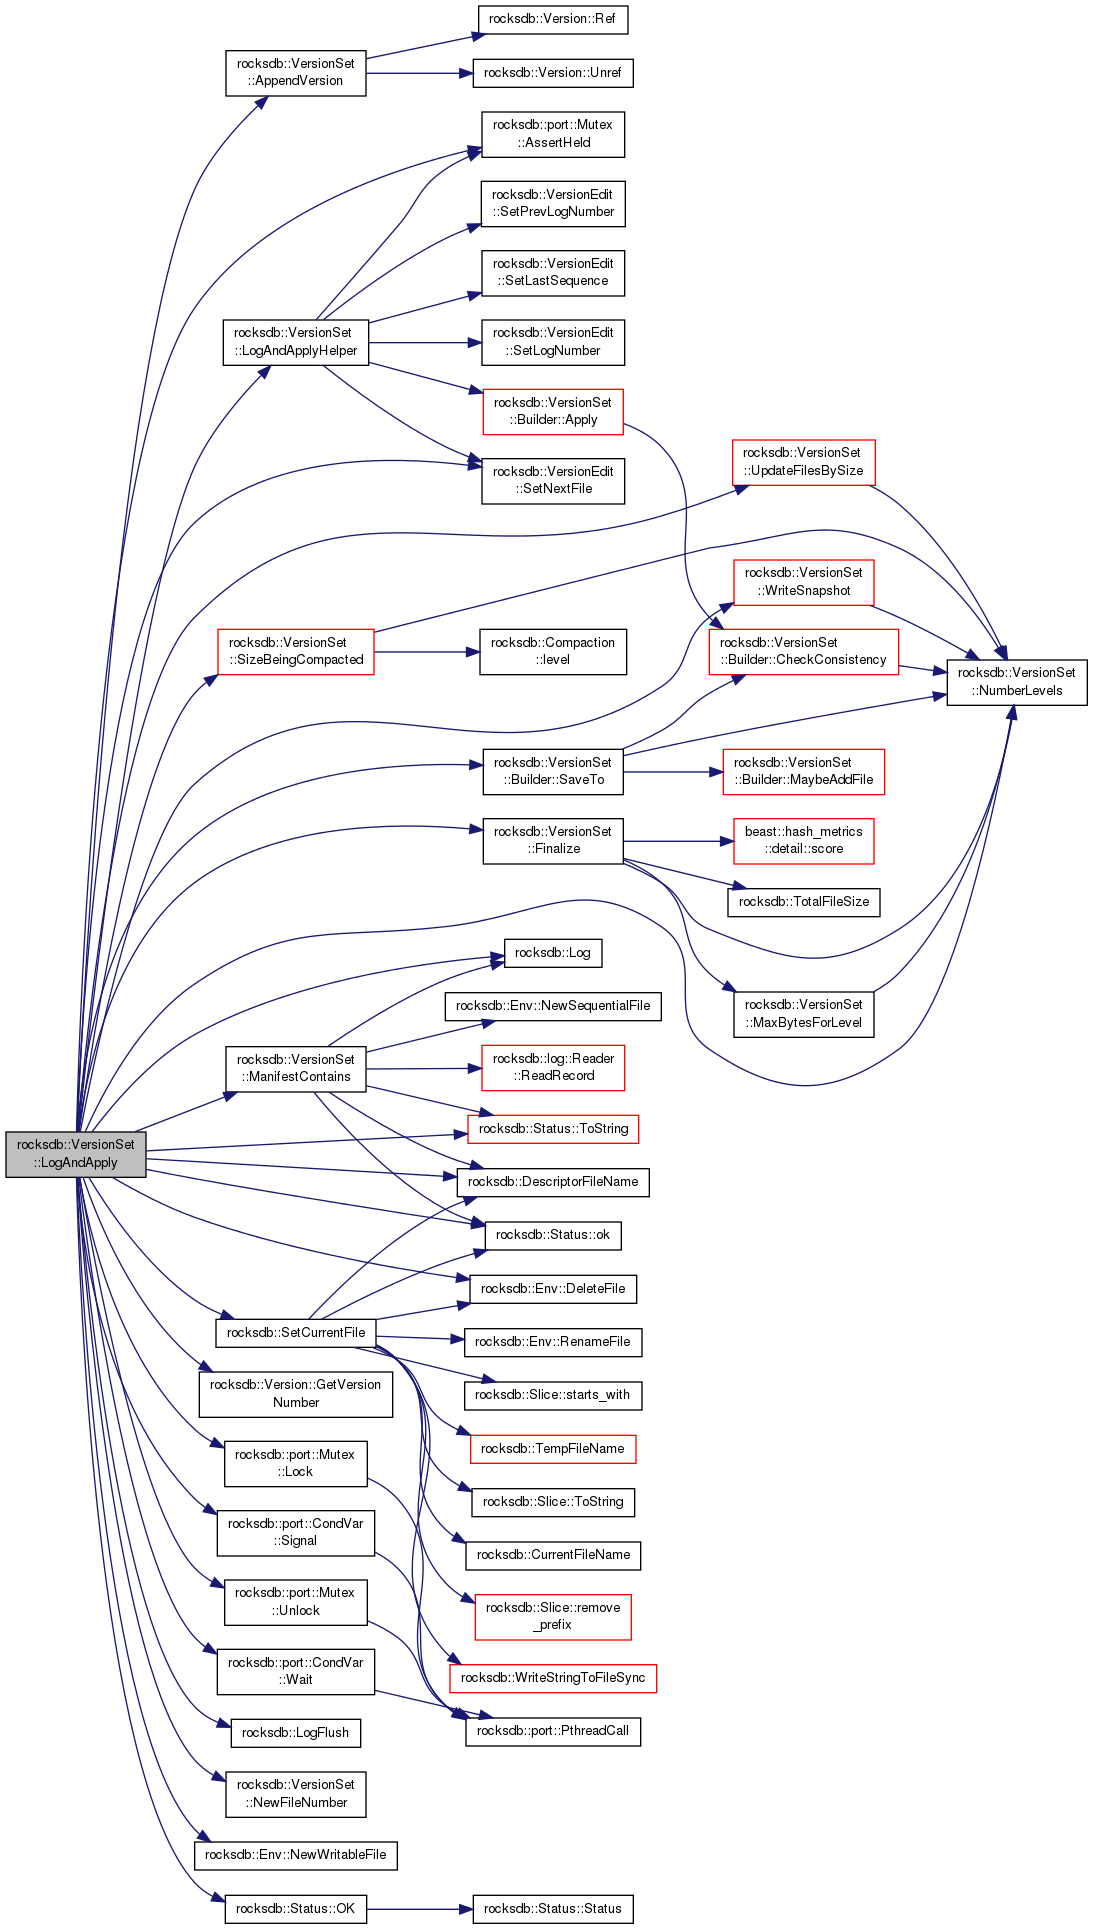 rocksdb::Version::Ref
rocksdb::VersionSet
::AppendVersion
rocksdb::Version::Unref
rocksdb::port::Mutex
::AssertHeld
rocksdb::VersionEdit
::SetPrevLogNumber
rocksdb::VersionEdit
::SetLastSequence
rocksdb::VersionSet
::LogAndApplyHelper
rocksdb::VersionEdit
::SetLogNumber
rocksdb::VersionSet
::Builder::Apply
rocksdb::VersionSet
::UpdateFilesBySize
rocksdb::VersionEdit
::SetNextFile
rocksdb::VersionSet
::WriteSnapshot
rocksdb::VersionSet
::SizeBeingCompacted
rocksdb::Compaction
::level
rocksdb::VersionSet
::Builder::CheckConsistency
rocksdb::VersionSet
::NumberLevels
rocksdb::VersionSet
::Builder::SaveTo
rocksdb::VersionSet
::Builder::MaybeAddFile
rocksdb::VersionSet
::Finalize
beast::hash_metrics
::detail::score
rocksdb::TotalFileSize
rocksdb::Log
rocksdb::Env::NewSequentialFile
rocksdb::VersionSet
::MaxBytesForLevel
rocksdb::VersionSet
::ManifestContains
rocksdb::log::Reader
::ReadRecord
rocksdb::Status::ToString
rocksdb::VersionSet
::LogAndApply
rocksdb::DescriptorFileName
rocksdb::Status::ok
rocksdb::Env::DeleteFile
rocksdb::SetCurrentFile
rocksdb::Env::RenameFile
rocksdb::Version::GetVersion
Number
rocksdb::Slice::starts_with
rocksdb::port::Mutex
::Lock
rocksdb::TempFileName
rocksdb::Slice::ToString
rocksdb::port::CondVar
::Signal
rocksdb::CurrentFileName
rocksdb::port::Mutex
::Unlock
rocksdb::Slice::remove
_prefix
rocksdb::port::CondVar
::Wait
rocksdb::WriteStringToFileSync
rocksdb::LogFlush
rocksdb::port::PthreadCall
rocksdb::VersionSet
::NewFileNumber
rocksdb::Env::NewWritableFile
rocksdb::Status::OK
rocksdb::Status::Status